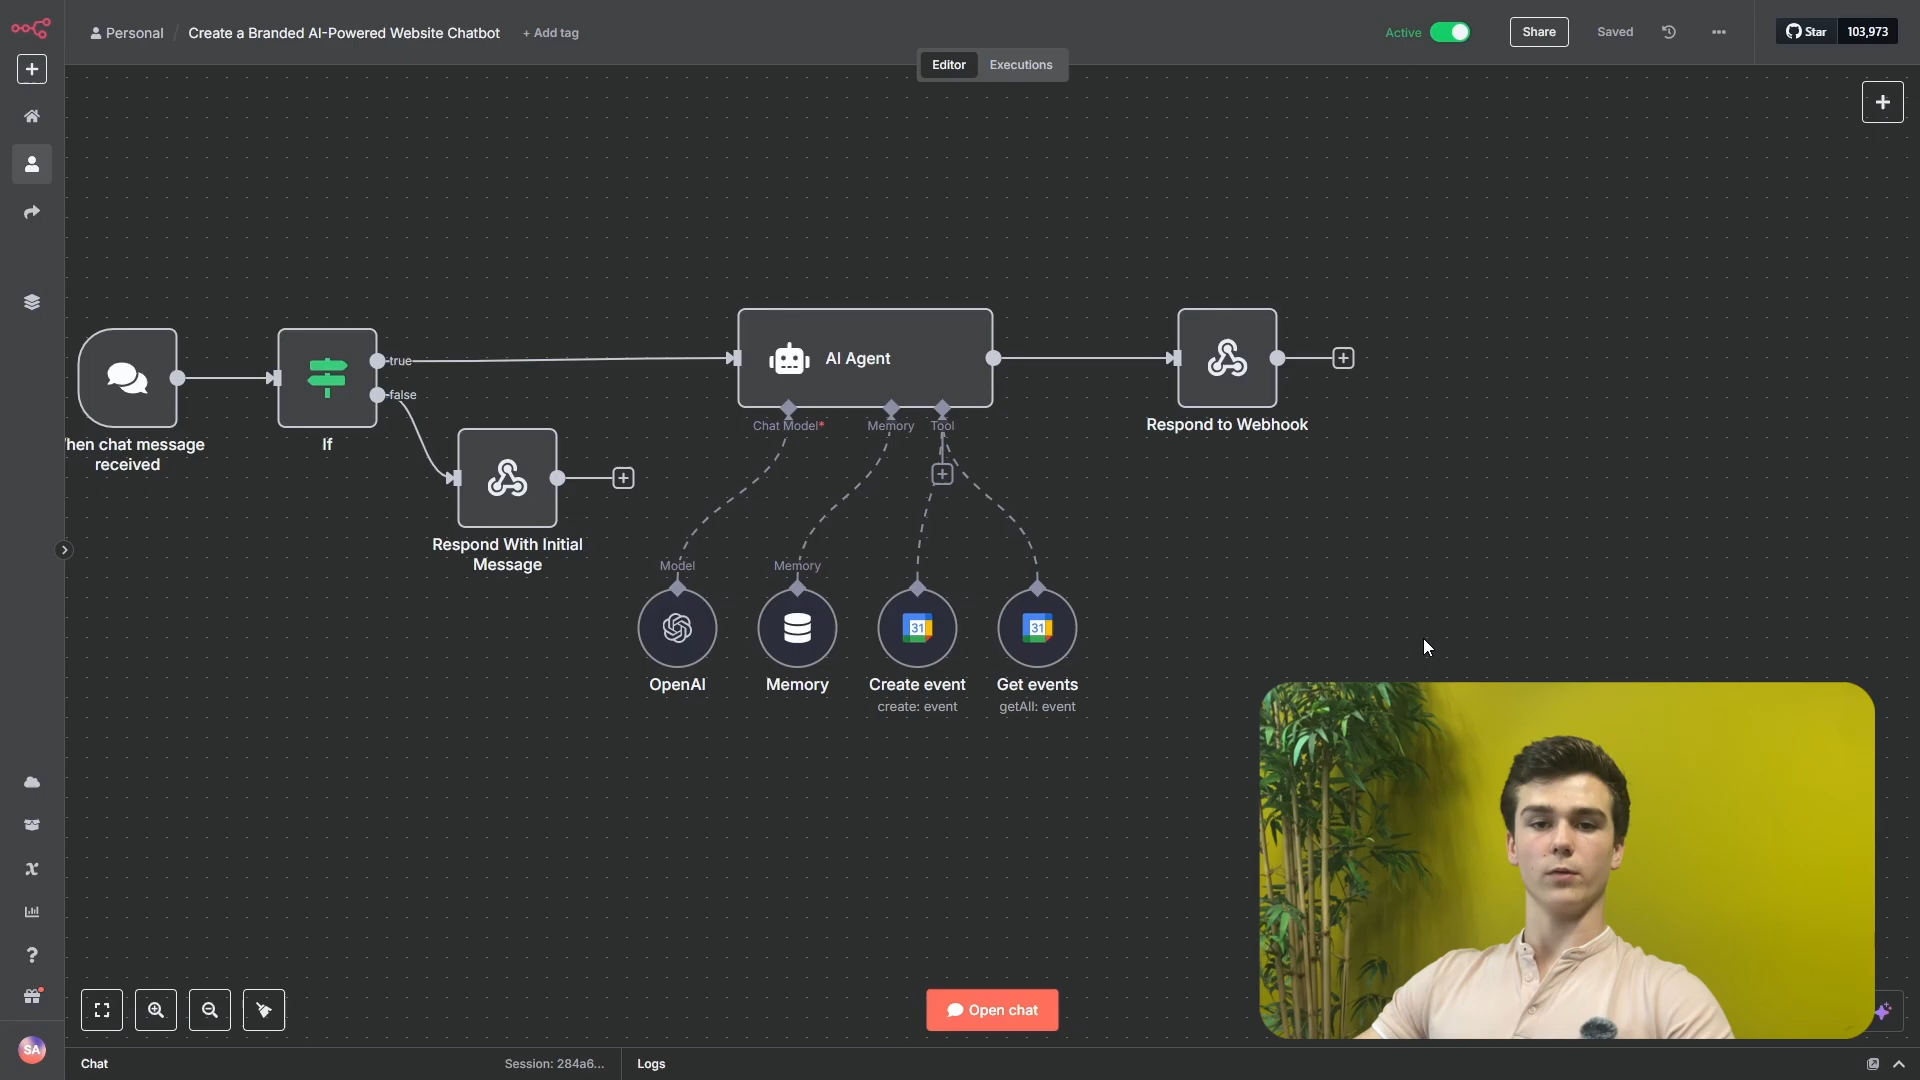 Personal / Create a Branded AI-Powered Website Chatbot + Add tag
Active Share Saved ... Star 103,973
Editor Executions
true
false
AI Agent
Chat Model*
Memory
Tool
hen chat message
received
If
Respond to Webhook
Respond With Initial
Message
Model
Memory
31
31
OpenAI
Memory
Create event
create: event
Get events
getAll: event
Open chat
SA
Chat
Session: 284a6...
Logs